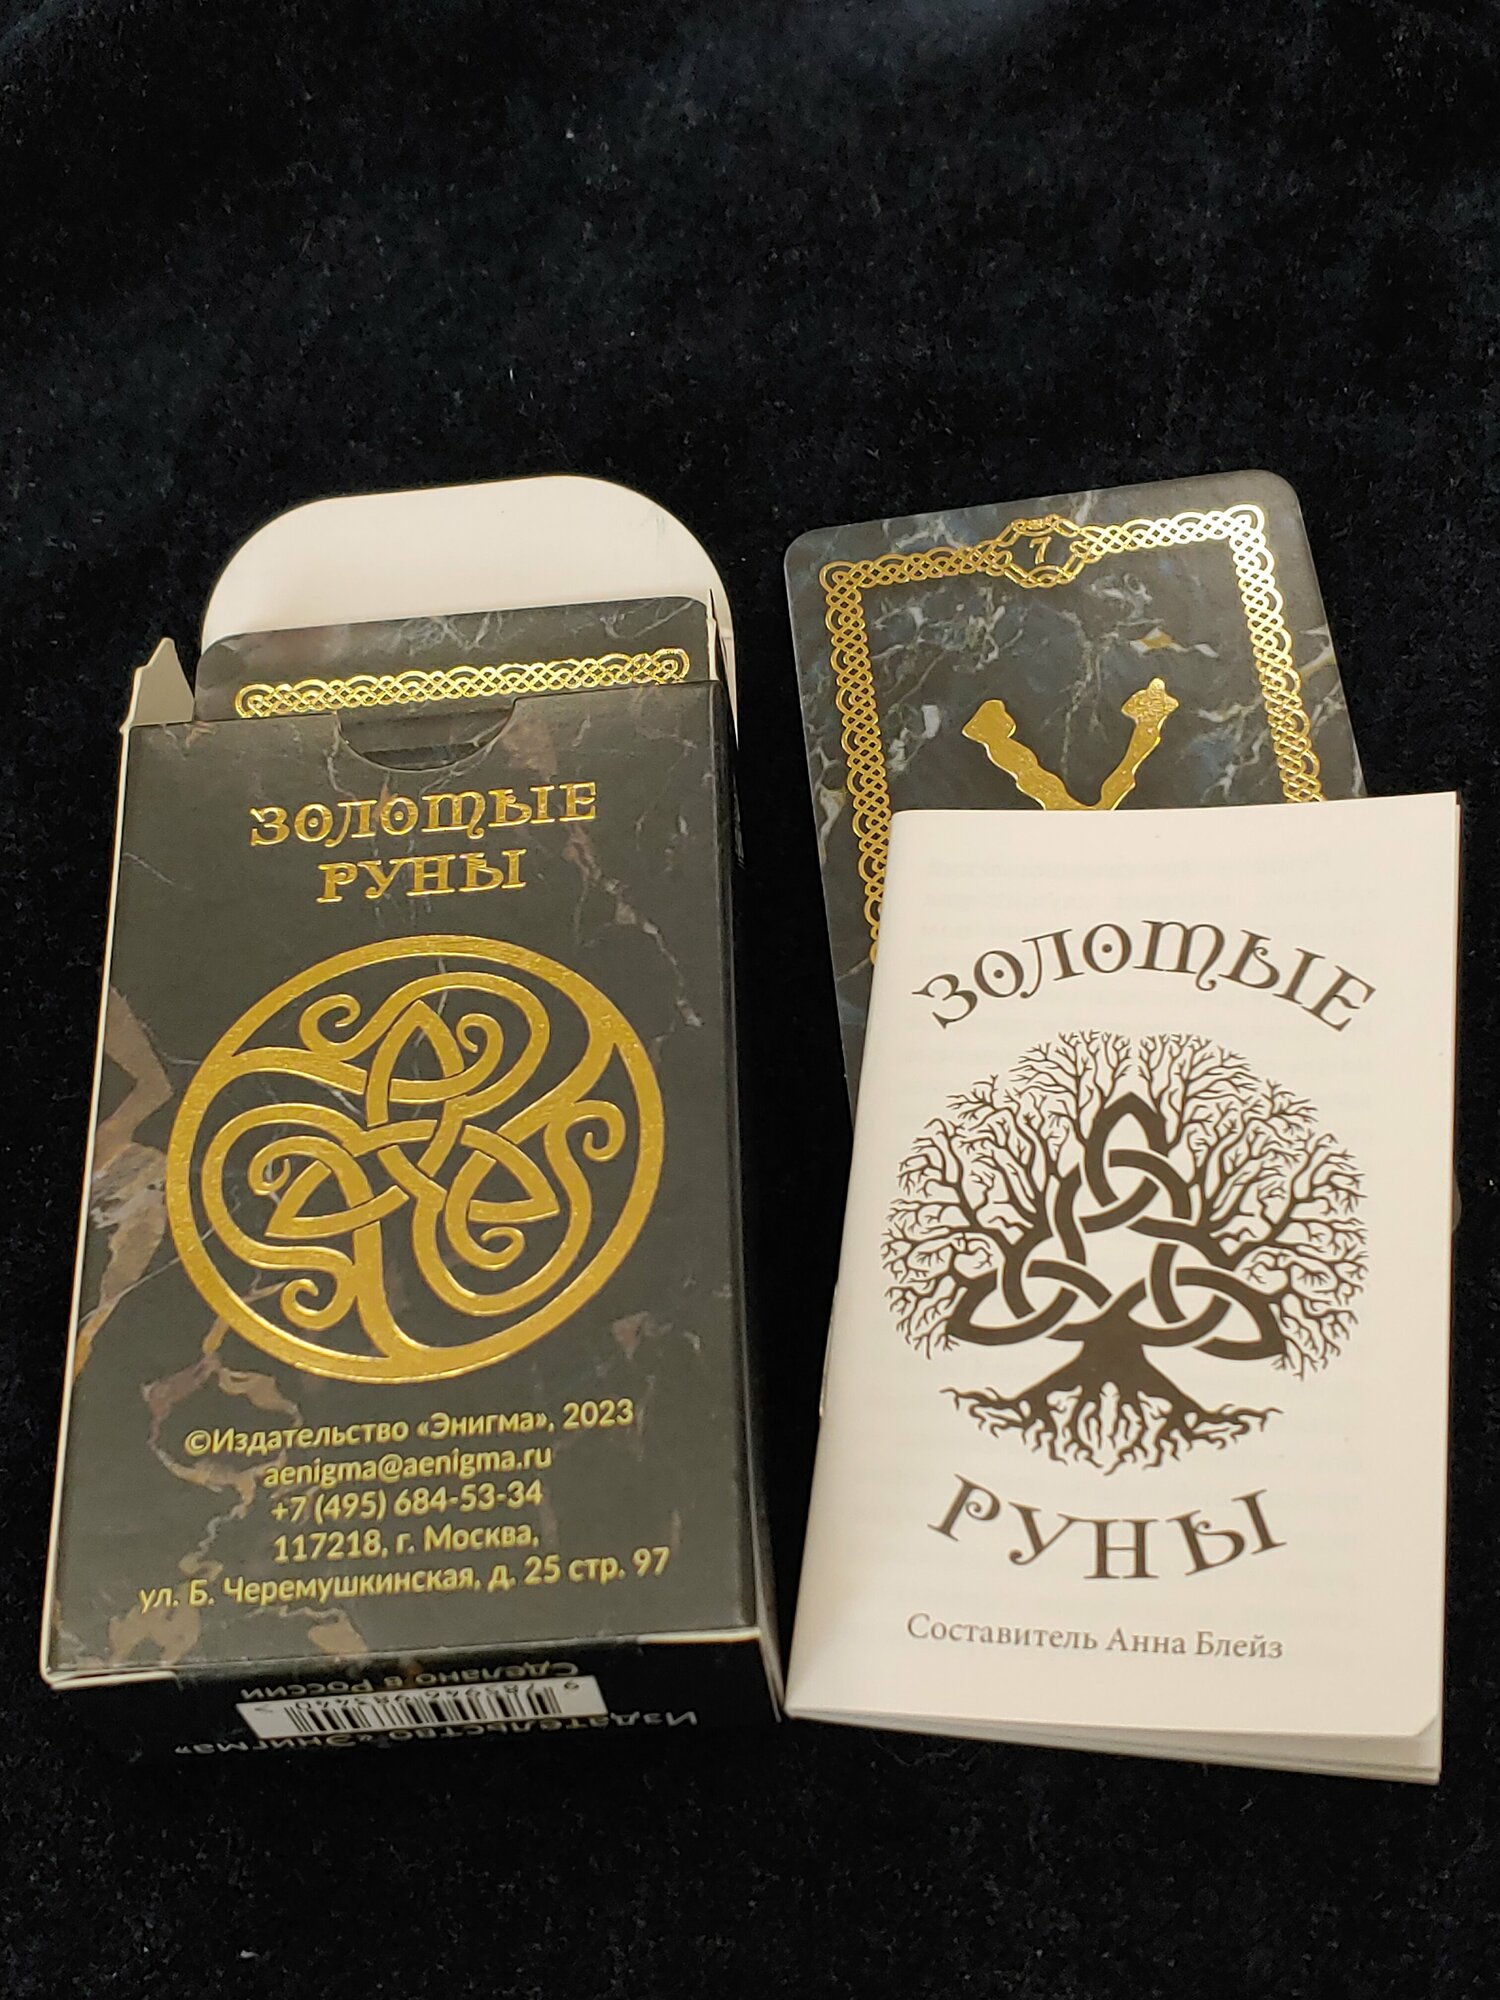 ЗОЛОТЫЕ
РУНЫ
©Издательство «Энигма», 2023
aenigma@aenigma.ru
+7 (495) 684-53-34
117218, г. Москва,
ул. Б. Черемушкинская, д. 25 стр. 97
Издательство «Энигма»
Сделано в России
7
ЗОЛОТЫЕ
РУНЫ
Составитель Анна Блейз